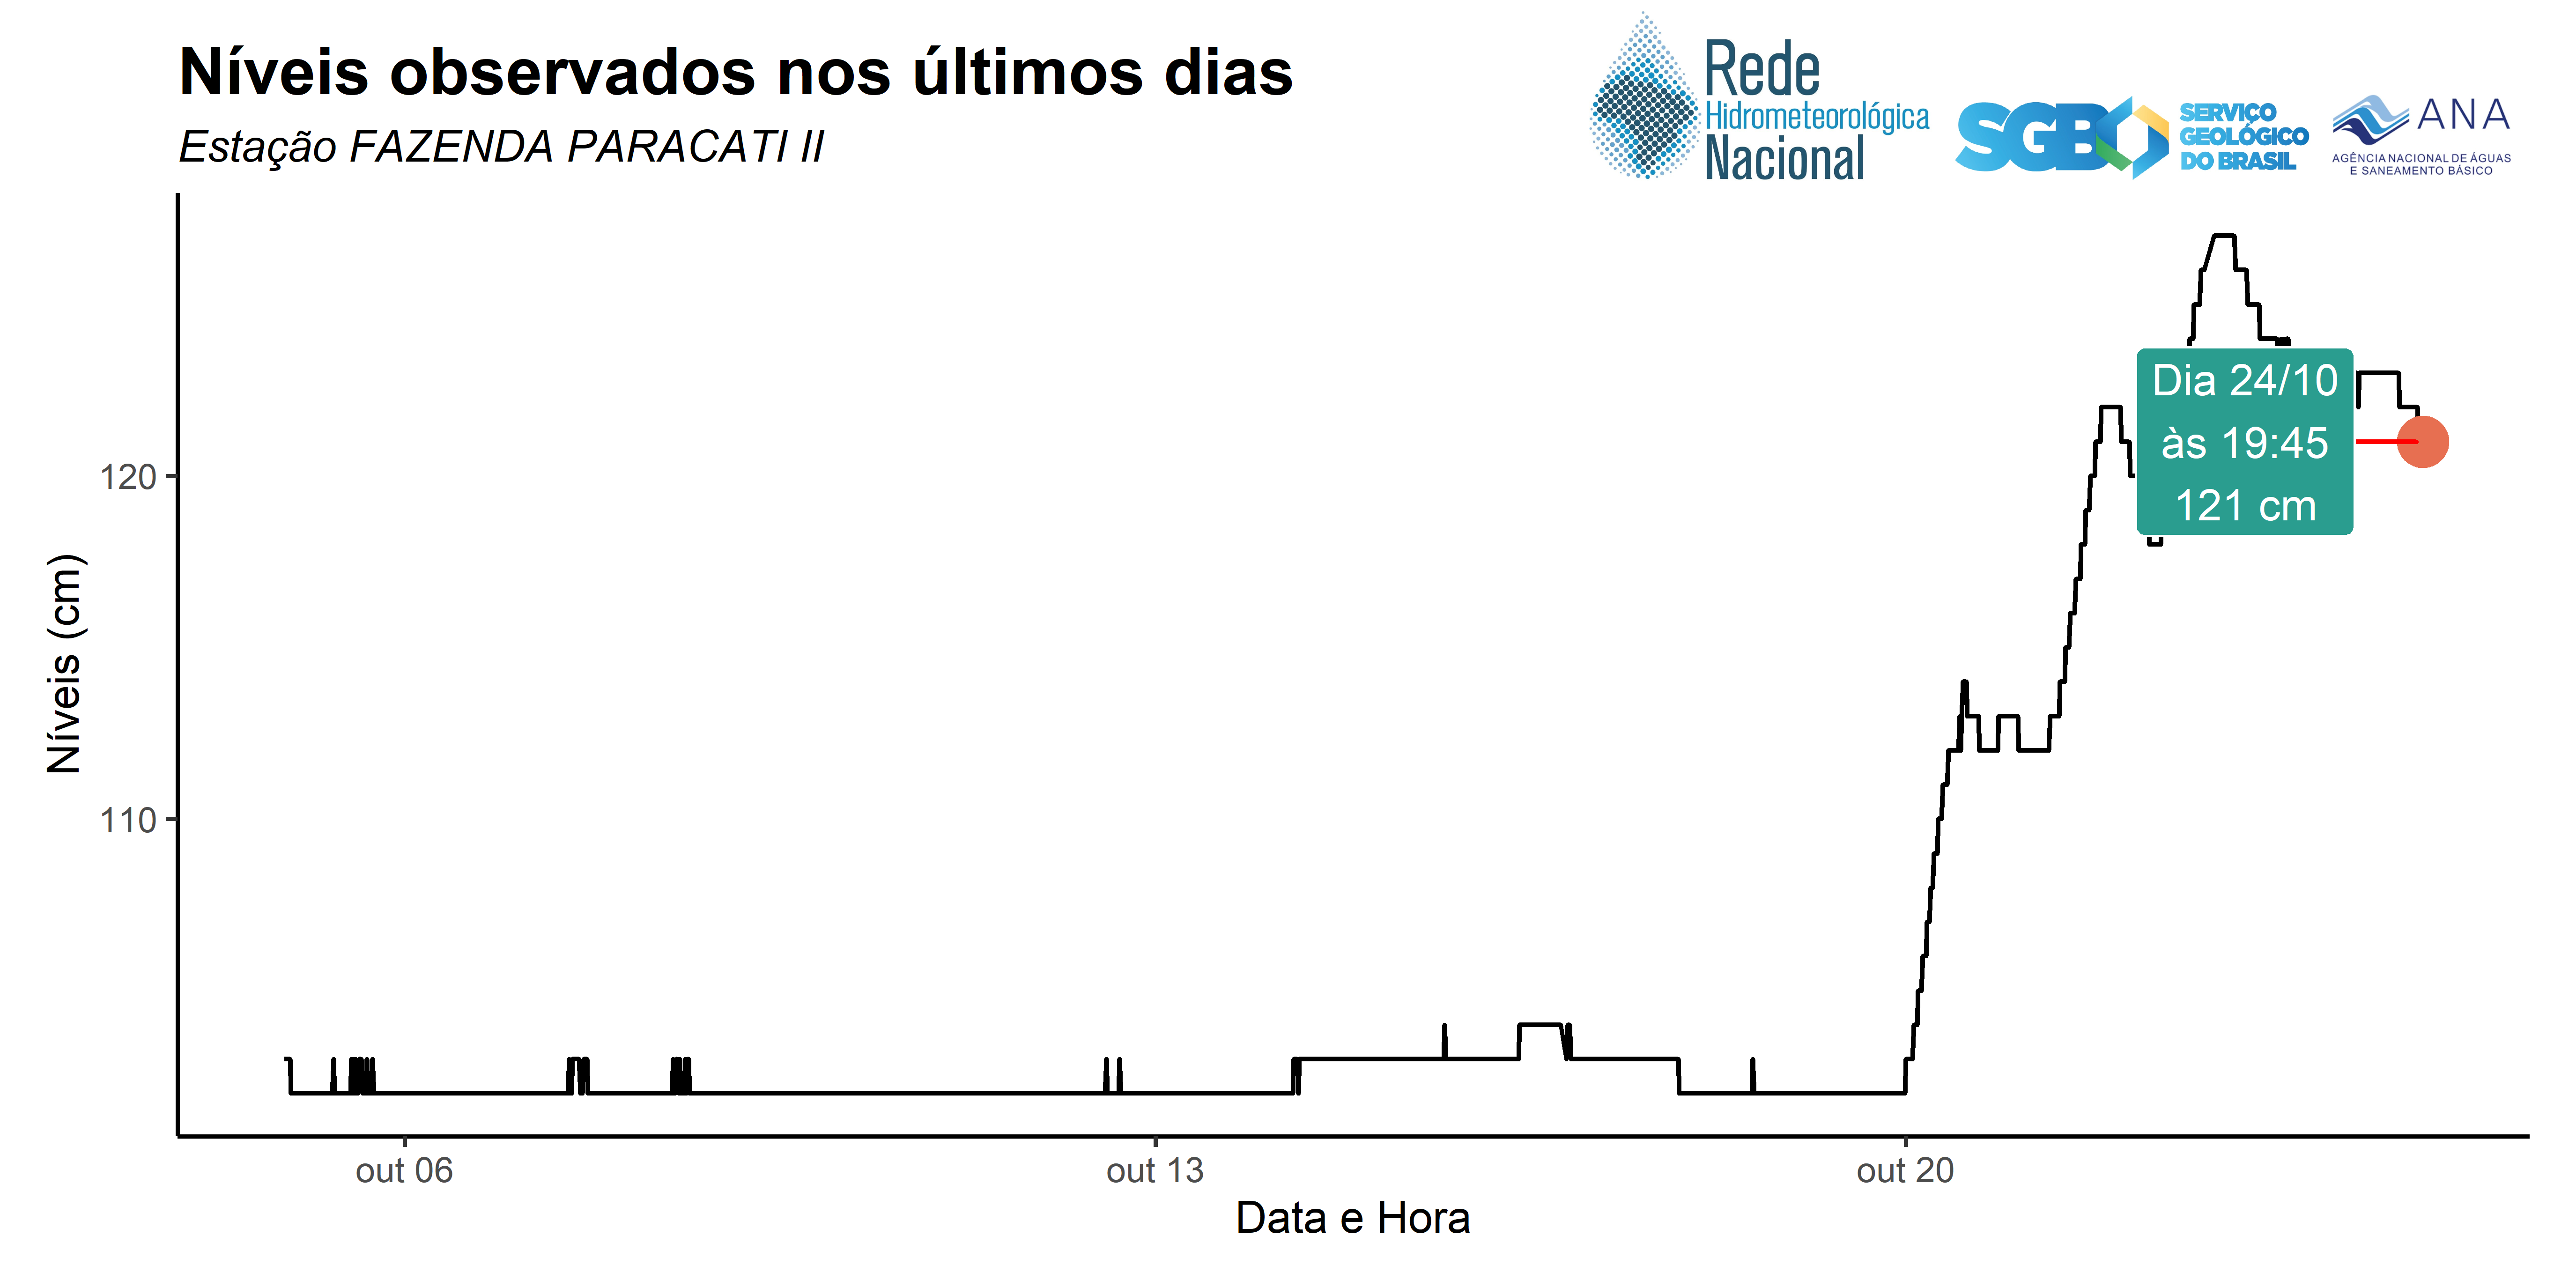 Níveis observados nos últimos dias
Estação FAZENDA PARACATI II
Rede
Hidrometeorológica
Nacional
SGB
SERVIÇO
GEOLÓGICO
DO BRASIL
ANA
AGÊNCIA NACIONAL DE ÁGUAS
E SANEAMENTO BÁSICO
Níveis (cm)
120
110
Dia 24/10
às 19:45
121 cm
out 06
out 13
out 20
Data e Hora